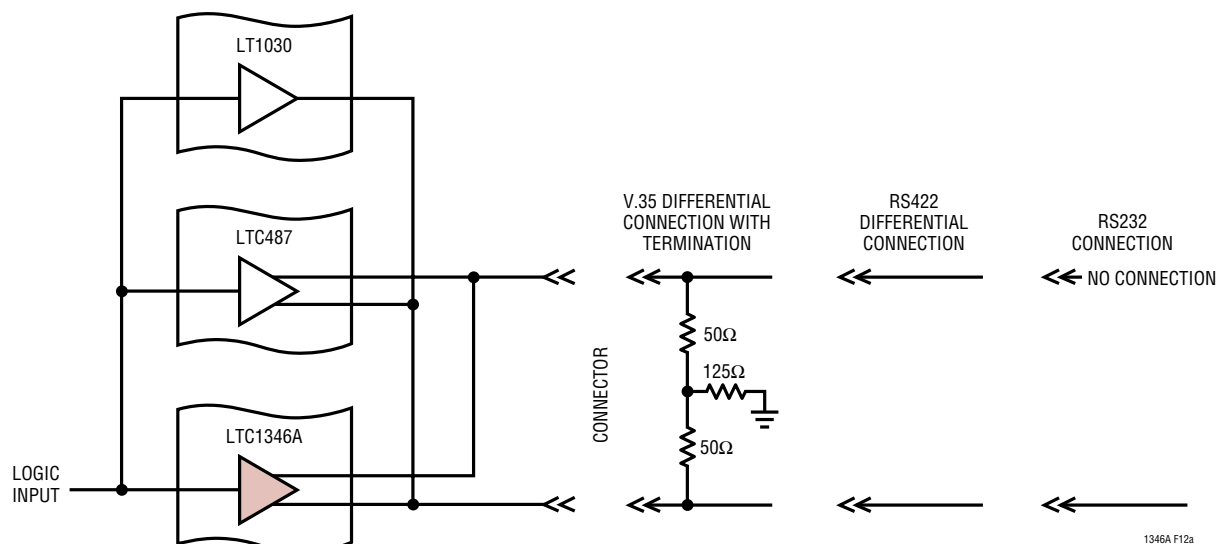 LT1030
LTC487
LTC1346A
LOGIC
INPUT
CONNECTOR
V.35 DIFFERENTIAL
CONNECTION WITH
TERMINATION
50Ω
125Ω
50Ω
RS422
DIFFERENTIAL
CONNECTION
RS232
CONNECTION
NO CONNECTION
1346A F12a